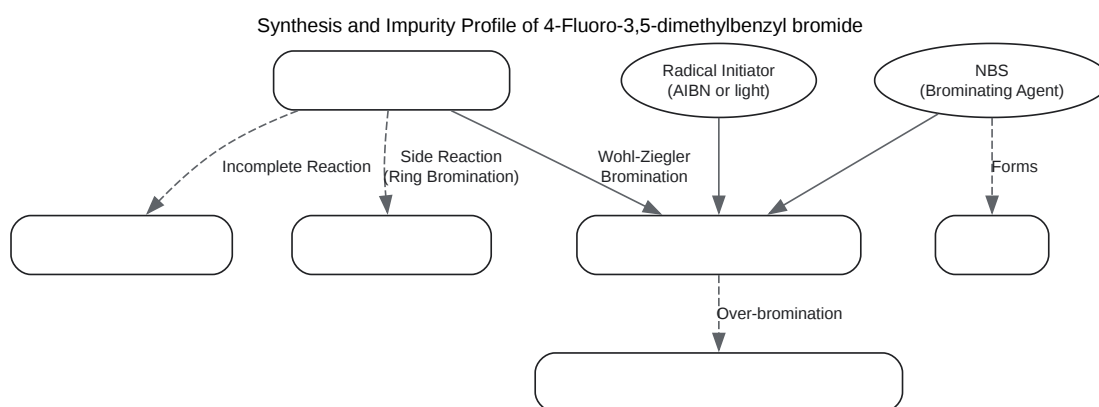 Synthesis and Impurity Profile of 4-Fluoro-3,5-dimethylbenzyl bromide
Radical Initiator
(AIBN or light)
NBS
(Brominating Agent)
Incomplete Reaction
Side Reaction
(Ring Bromination)
Wohl-Ziegler
Bromination
Forms
Over-bromination